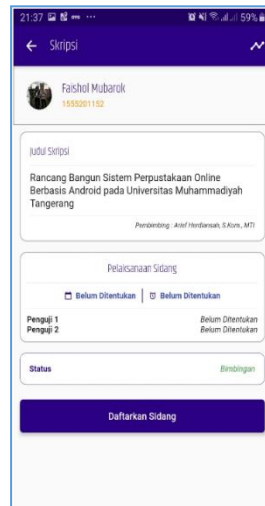 21:37 59%
Skripsi
Faishol Mubarok
1555201152
Judul Skripsi
Rancang Bangun Sistem Perpustakaan Online
Berbasis Android pada Universitas Muhammadiyah
Tangerang
Pembimbing : Arief Herdiansah, S.Kom., MTI
Pelaksanaan Sidang
Belum Ditentukan Belum Ditentukan
Penguji 1 Belum Ditentukan
Penguji 2 Belum Ditentukan
Status Bimbingan
Daftarkan Sidang